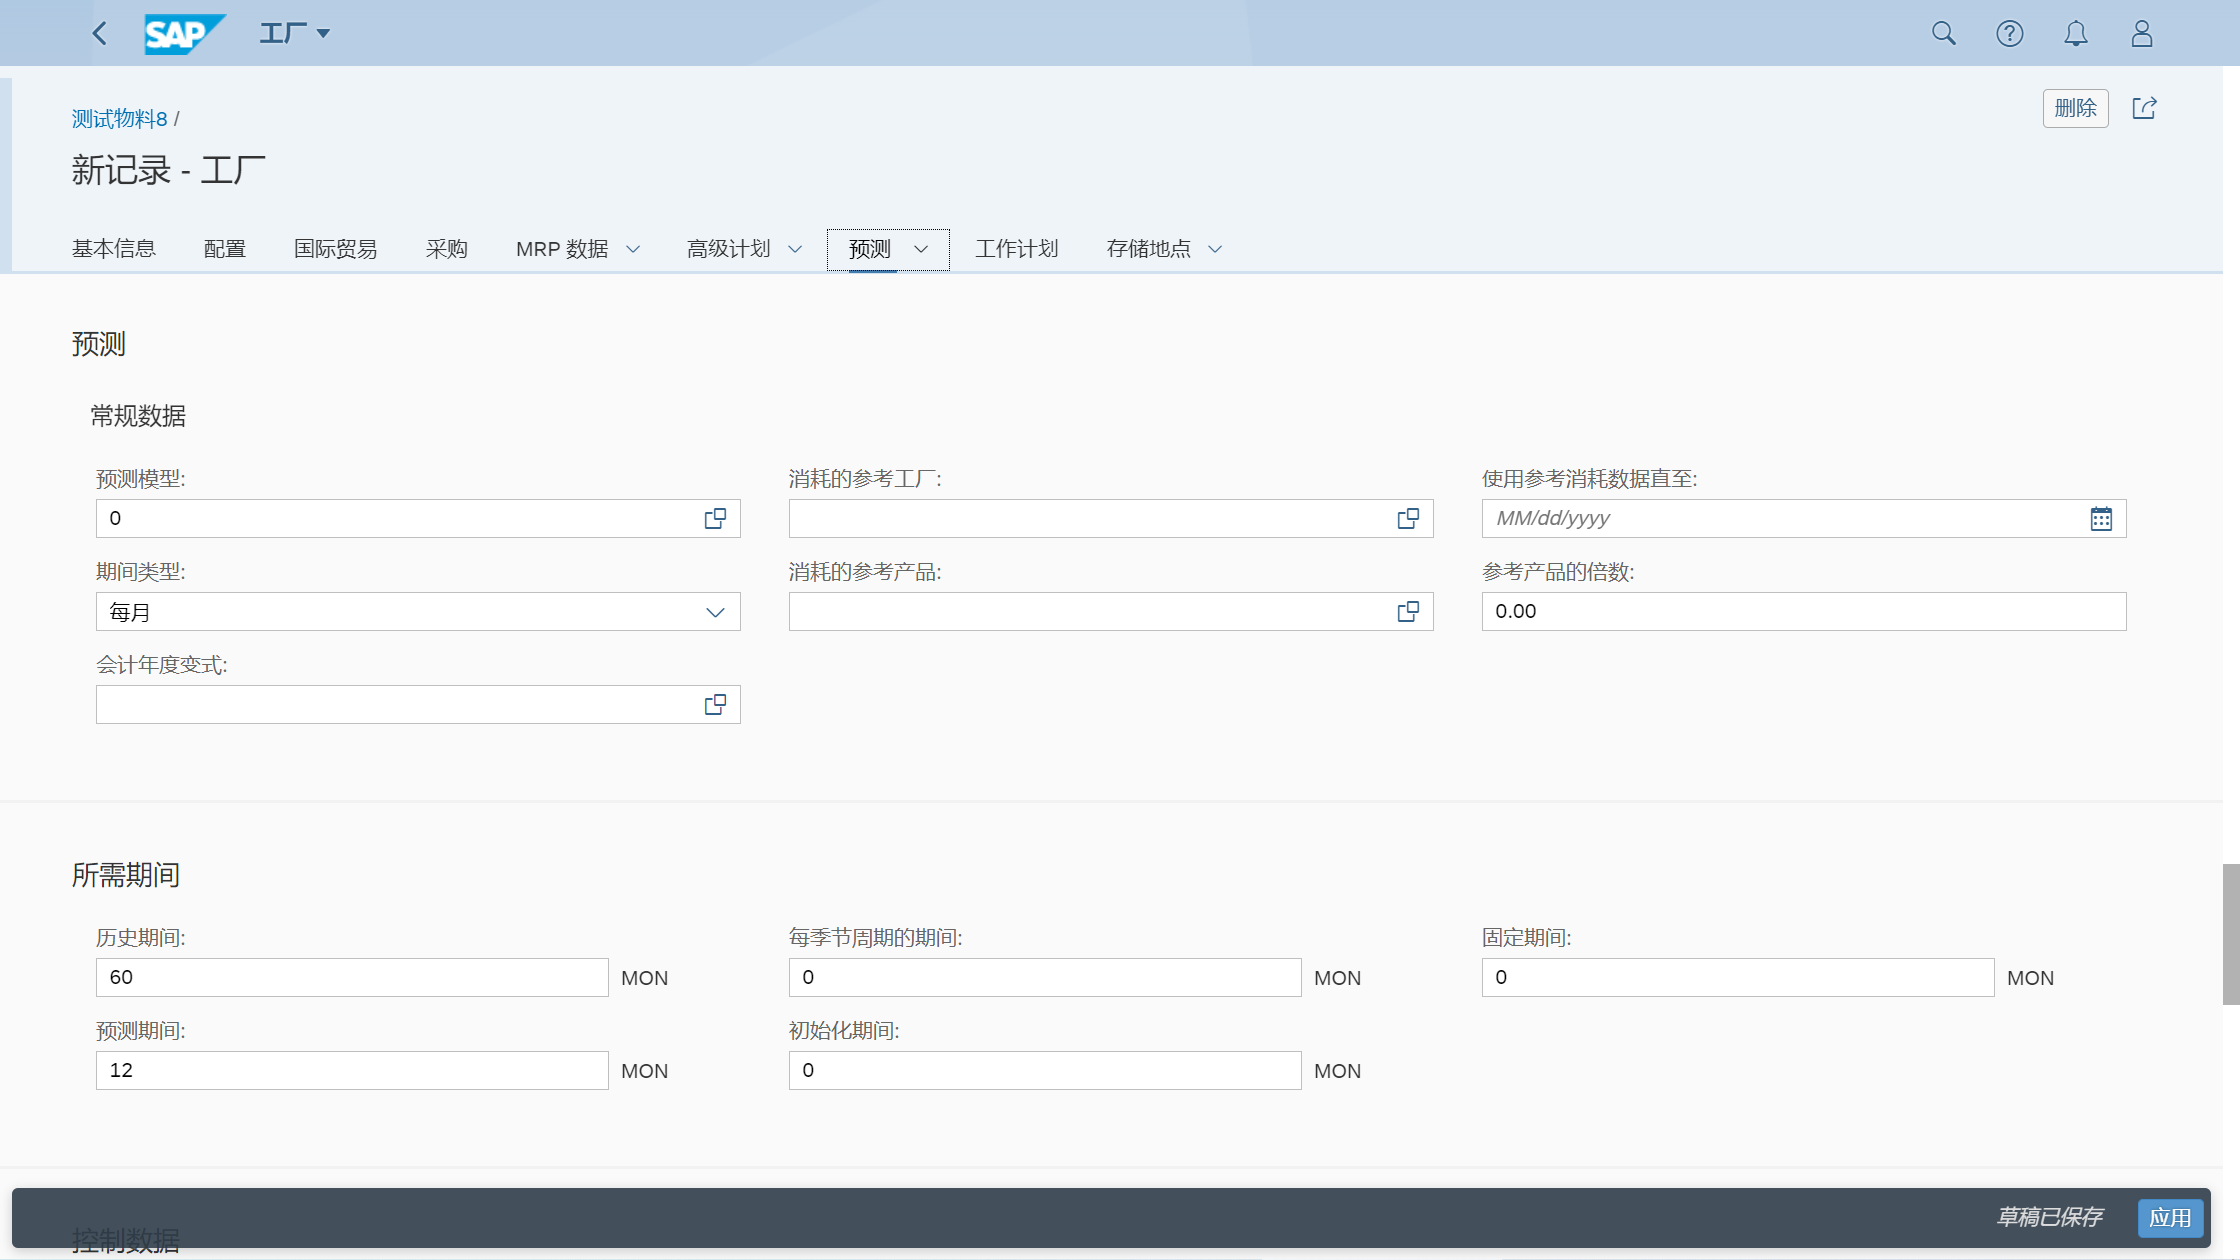 SAP 工厂
测试物料8 /
删除
新记录 - 工厂
基本信息 配置 国际贸易 采购 MRP 数据 高级计划 预测 工作计划 存储地点
预测
常规数据
预测模型: 消耗的参考工厂: 使用参考消耗数据直至:
0 MM/dd/yyyy
期间类型: 消耗的参考产品: 参考产品的倍数:
每月 0.00
会计年度变式:
所需期间
历史期间: 每季节周期的期间: 固定期间:
60 MON 0 MON 0 MON
预测期间: 初始化期间:
12 MON 0 MON
草稿已保存 应用
控制数据